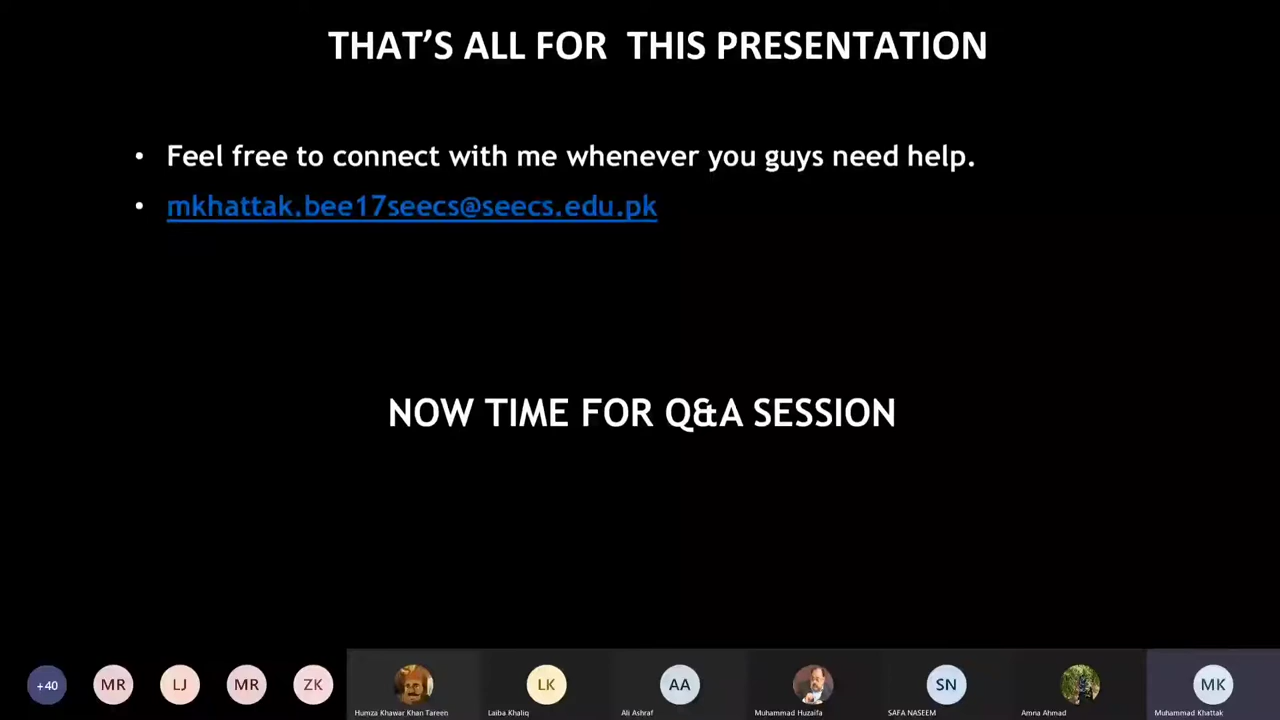 THAT’S ALL FOR THIS PRESENTATION
• Feel free to connect with me whenever you guys need help.
• mkhattak.bee17seecs@seecs.edu.pk
NOW TIME FOR Q&A SESSION
+40 MR LJ MR ZK LK AA SN MK
Humza Khawar Khan Tareen Laiba Khaliq Ali Ashraf Muhammad Huzaifa SAFA NASEEM Amna Ahmad Muhammad Khattak